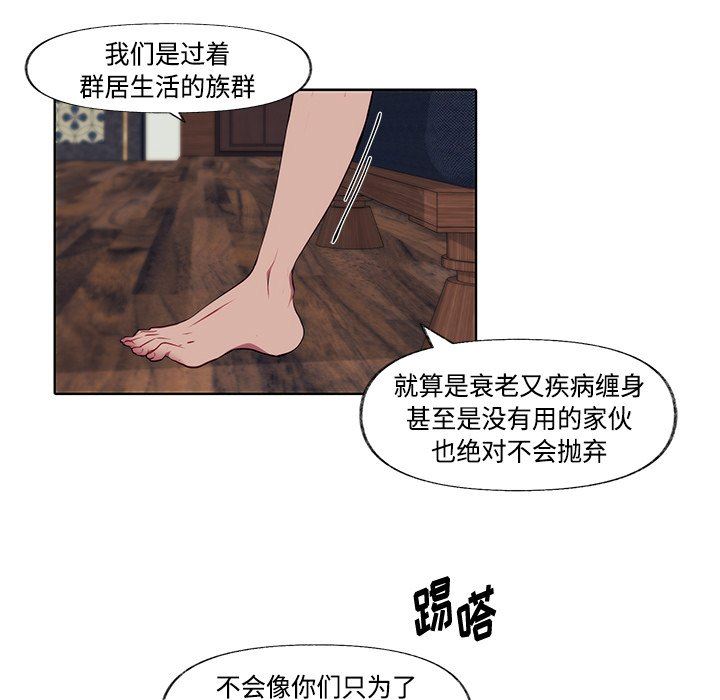 我们是过着
群居生活的族群
就算是衰老又疾病缠身
甚至是没有用的家伙
也绝对不会抛弃
踢嗒
不会像你们只为了